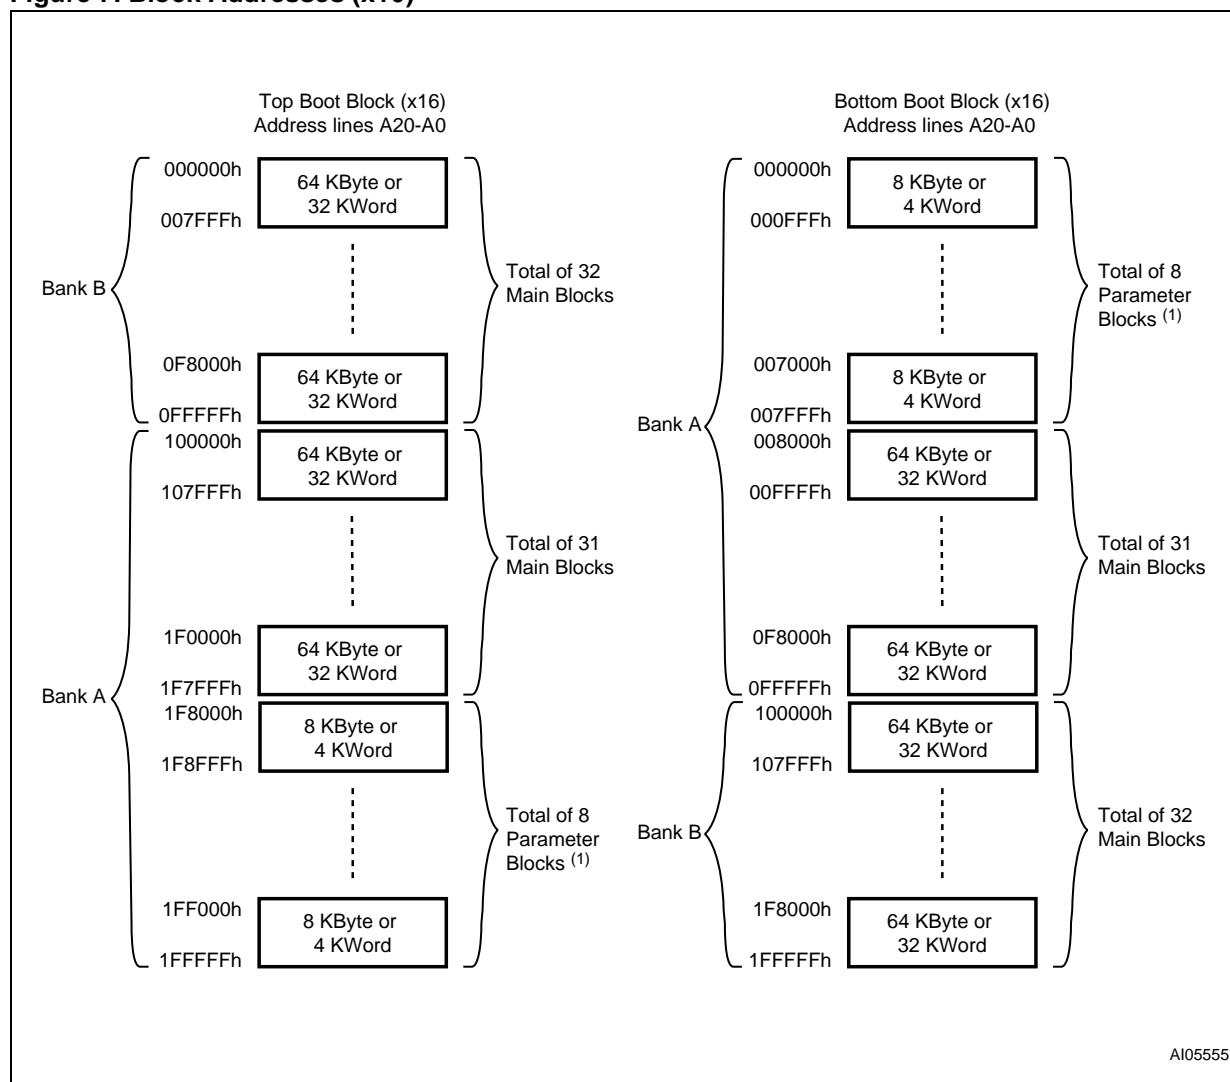 Top Boot Block (x16)
Address lines A20-A0
000000h
64 KByte or
32 KWord
007FFFh
Bank B
Total of 32
Main Blocks
0F8000h
64 KByte or
32 KWord
0FFFFFh
100000h
64 KByte or
32 KWord
107FFFh
Total of 31
Main Blocks
1F0000h
64 KByte or
32 KWord
1F7FFFh
Bank A
1F8000h
8 KByte or
4 KWord
1F8FFFh
Total of 8
Parameter
Blocks (1)
1FF000h
8 KByte or
4 KWord
1FFFFFh
Bottom Boot Block (x16)
Address lines A20-A0
000000h
8 KByte or
4 KWord
000FFFh
Total of 8
Parameter
Blocks (1)
007000h
8 KByte or
4 KWord
007FFFh
Bank A
008000h
64 KByte or
32 KWord
00FFFFh
Total of 31
Main Blocks
0F8000h
64 KByte or
32 KWord
0FFFFFh
100000h
64 KByte or
32 KWord
107FFFh
Bank B
Total of 32
Main Blocks
1F8000h
64 KByte or
32 KWord
1FFFFFh
AI05555